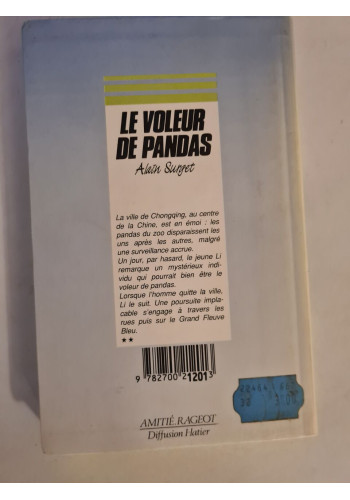 LE VOLEUR
DE PANDAS
Alain Surget
La ville de Chongqing, au centre
de la Chine, est en émoi : les
pandas du zoo disparaissent les
uns après les autres, malgré
une surveillance accrue.
Un jour, par hasard, le jeune Li
remarque un mystérieux indi-
vidu qui pourrait bien être le
voleur de pandas.
Lorsque l'homme quitte la ville,
Li le suit. Une poursuite impla-
cable s'engage à travers les
rues puis sur le Grand Fleuve
Bleu.
★★
9 782700 212013
AMITIÉ.RAGEOT
Diffusion Hatier